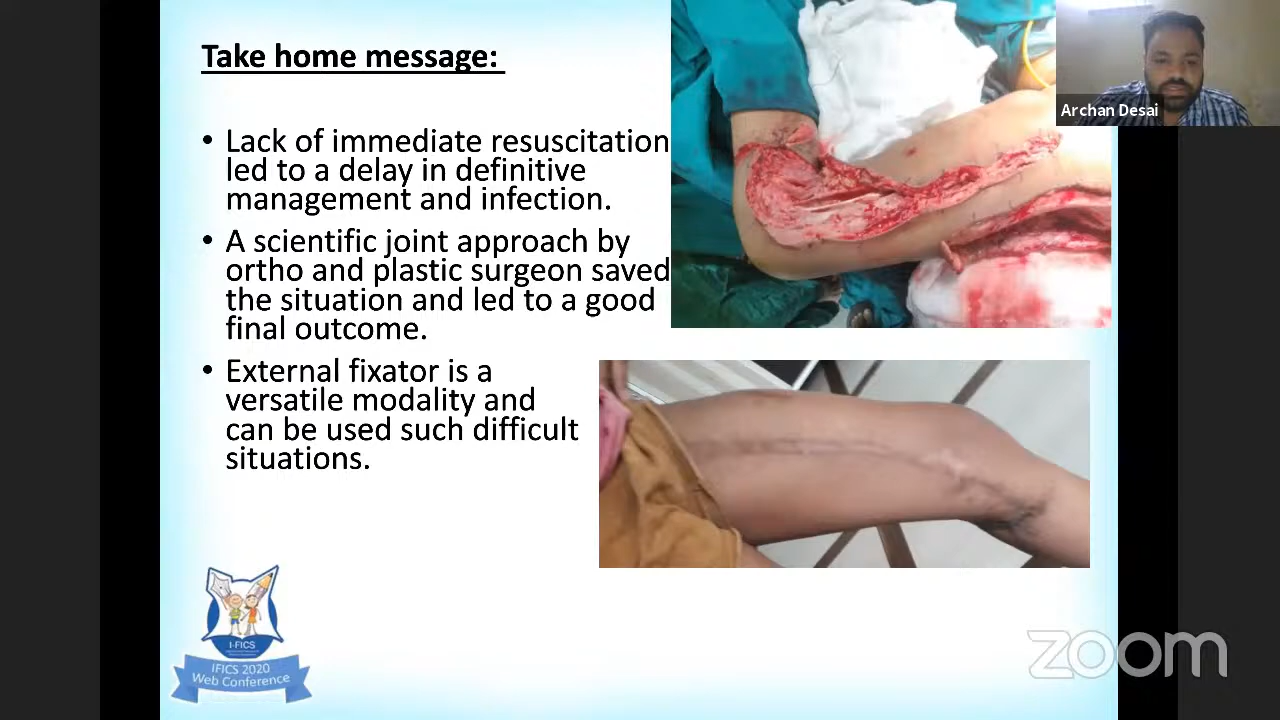 Take home message:
• Lack of immediate resuscitation
led to a delay in definitive
management and infection.
• A scientific joint approach by
ortho and plastic surgeon saved
the situation and led to a good
final outcome.
• External fixator is a
versatile modality and
can be used such difficult
situations.
Archan Desai
I-FICS
IFICS 2020
Web Conference
zoom